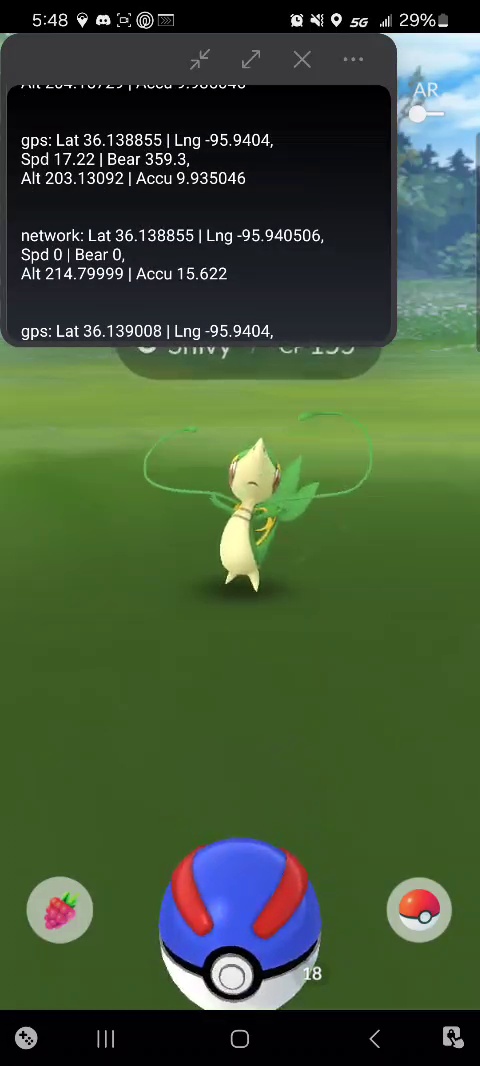 5:48
5G
29%
AR
gps: Lat 36.138855 | Lng -95.9404,
Spd 17.22 | Bear 359.3,
Alt 203.13092 | Accu 9.935046
network: Lat 36.138855 | Lng -95.940506,
Spd 0 | Bear 0,
Alt 214.79999 | Accu 15.622
gps: Lat 36.139008 | Lng -95.9404,
18